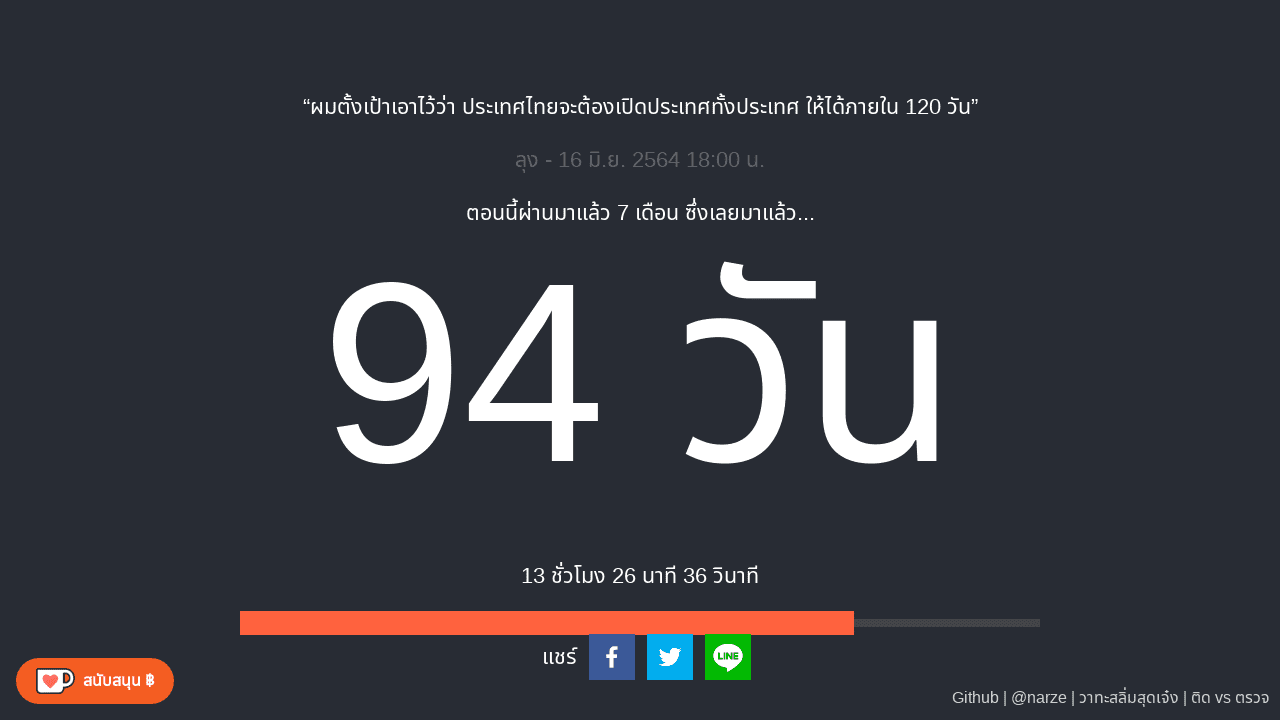 “ผมตั้งเป้าเอาไว้ว่า ประเทศไทยจะต้องเปิดประเทศทั้งประเทศ ให้ได้ภายใน 120 วัน”
ลุง - 16 มิ.ย. 2564 18:00 น.
ตอนนี้ผ่านมาแล้ว 7 เดือน ซึ่งเลยมาแล้ว...
94 วัน
13 ชั่วโมง 26 นาที 36 วินาที
แชร์
LINE
สนับสนุน ฿
Github | @narze | วาทะสลิ่มสุดเจ๋ง | ติด vs ตรวจ